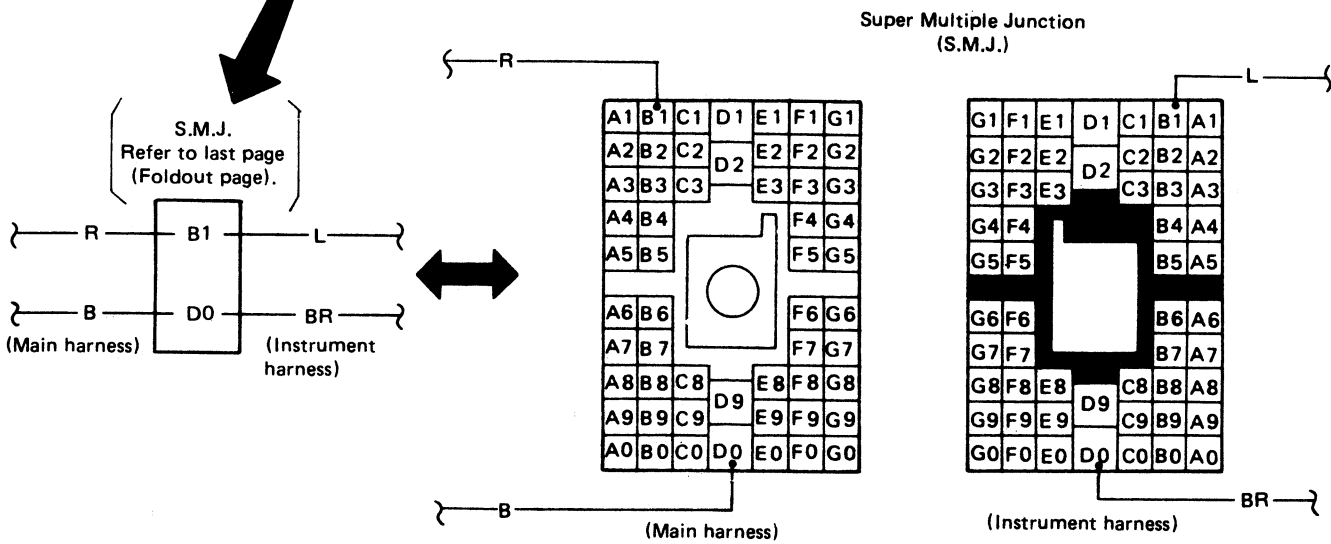 Super Multiple Junction
(S.M.J.)
S.M.J.
Refer to last page
(Foldout page).
R B1 L
B D0 BR
(Main harness)
(Instrument
harness)
R
A1 B1 C1 D1 E1 F1 G1
A2 B2 C2 D2 E2 F2 G2
A3 B3 C3 E3 F3 G3
A4 B4 F4 G4
A5 B5 F5 G5
A6 B6 F6 G6
A7 B7 F7 G7
A8 B8 C8 E8 F8 G8
D9
A9 B9 C9 E9 F9 G9
A0 B0 C0 D0 E0 F0 G0
B
(Main harness)
L
G1 F1 E1 D1 C1 B1 A1
G2 F2 E2 D2 C2 B2 A2
G3 F3 E3 C3 B3 A3
G4 F4 B4 A4
G5 F5 B5 A5
G6 F6 B6 A6
G7 F7 B7 A7
G8 F8 E8 C8 B8 A8
D9
G9 F9 E9 C9 B9 A9
G0 F0 E0 D0 C0 B0 A0
BR
(Instrument harness)